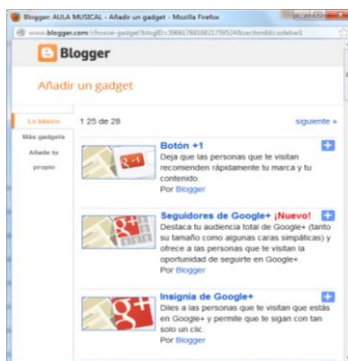 Blogger: AULA MUSICAL - Añadir un gadget - Mozilla Firefox
Blogger
Añadir un gadget
Lo básico
Más gadgets
Añade tu
propio
1 25 de 28
siguiente »
Botón +1
Deja que las personas que te visitan
recomienden rápidamente tu marca y tu
contenido.
Por Blogger
Seguidores de Google+ ¡Nuevo!
Destaca tu audiencia total de Google+ (tanto
su tamaño como algunas caras simpáticas) y
ofrece a las personas que te visitan la
oportunidad de seguirte en Google+.
Por Blogger
Insignia de Google+
Diles a las personas que te visitan que estás
en Google+ y permite que te sigan con tan
solo un clic.
Por Blogger